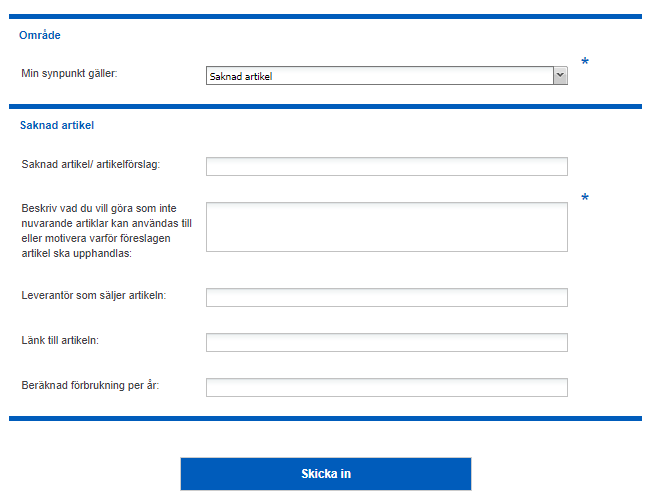 Område
Min synpunkt gäller:
Saknad artikel
*
Saknad artikel
Saknad artikel/ artikelförslag:
Beskriv vad du vill göra som inte
nuvarande artiklar kan användas till
eller motivera varför föreslagen
artikel ska upphandlas:
*
Leverantör som säljer artikeln:
Länk till artikeln:
Beräknad förbrukning per år:
Skicka in